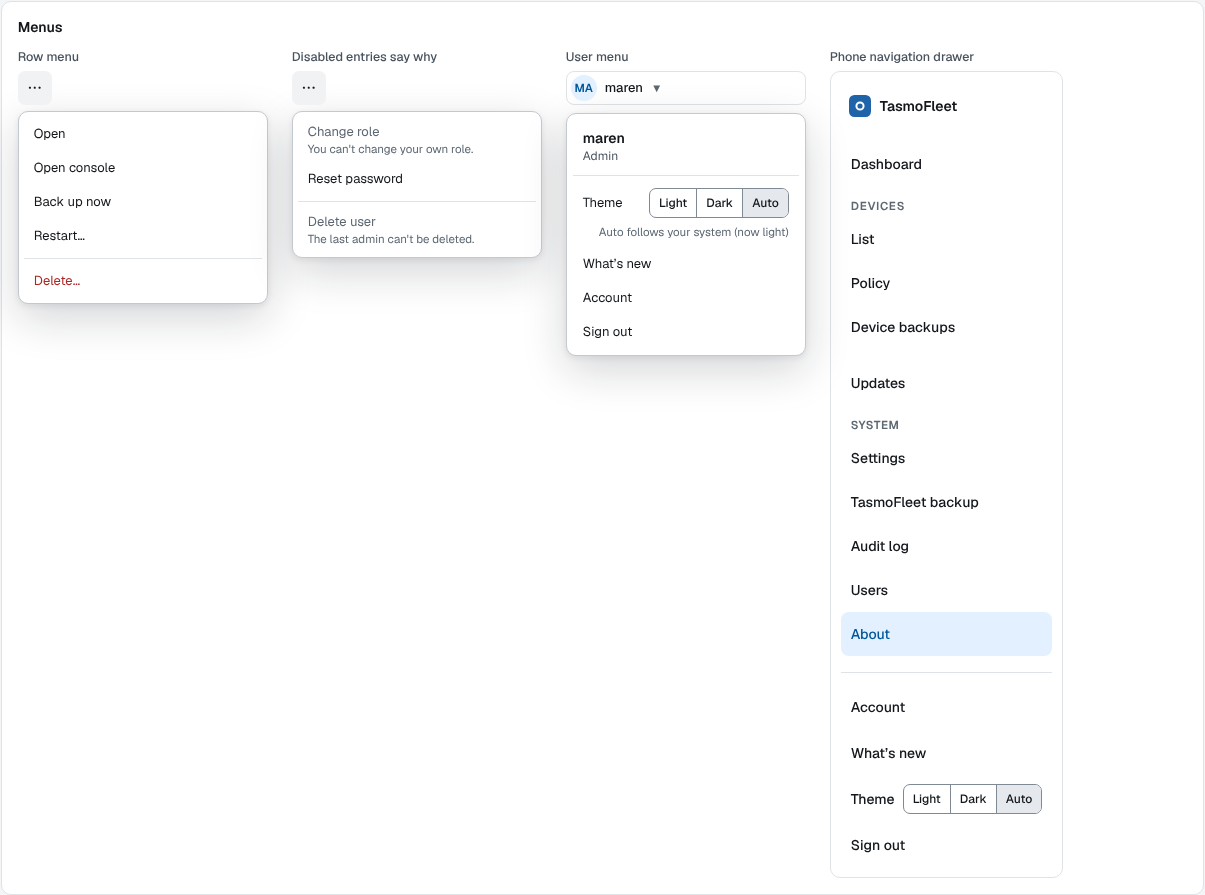 Menus
Row menu
...
Open
Open console
Back up now
Restart…
Delete…
Disabled entries say why
...
Change role
You can't change your own role.
Reset password
Delete user
The last admin can't be deleted.
User menu
MA maren ▾
maren
Admin
Theme Light Dark Auto
Auto follows your system (now light)
What's new
Account
Sign out
Phone navigation drawer
TasmoFleet
Dashboard
DEVICES
List
Policy
Device backups
Updates
SYSTEM
Settings
TasmoFleet backup
Audit log
Users
About
Account
What's new
Theme Light Dark Auto
Sign out